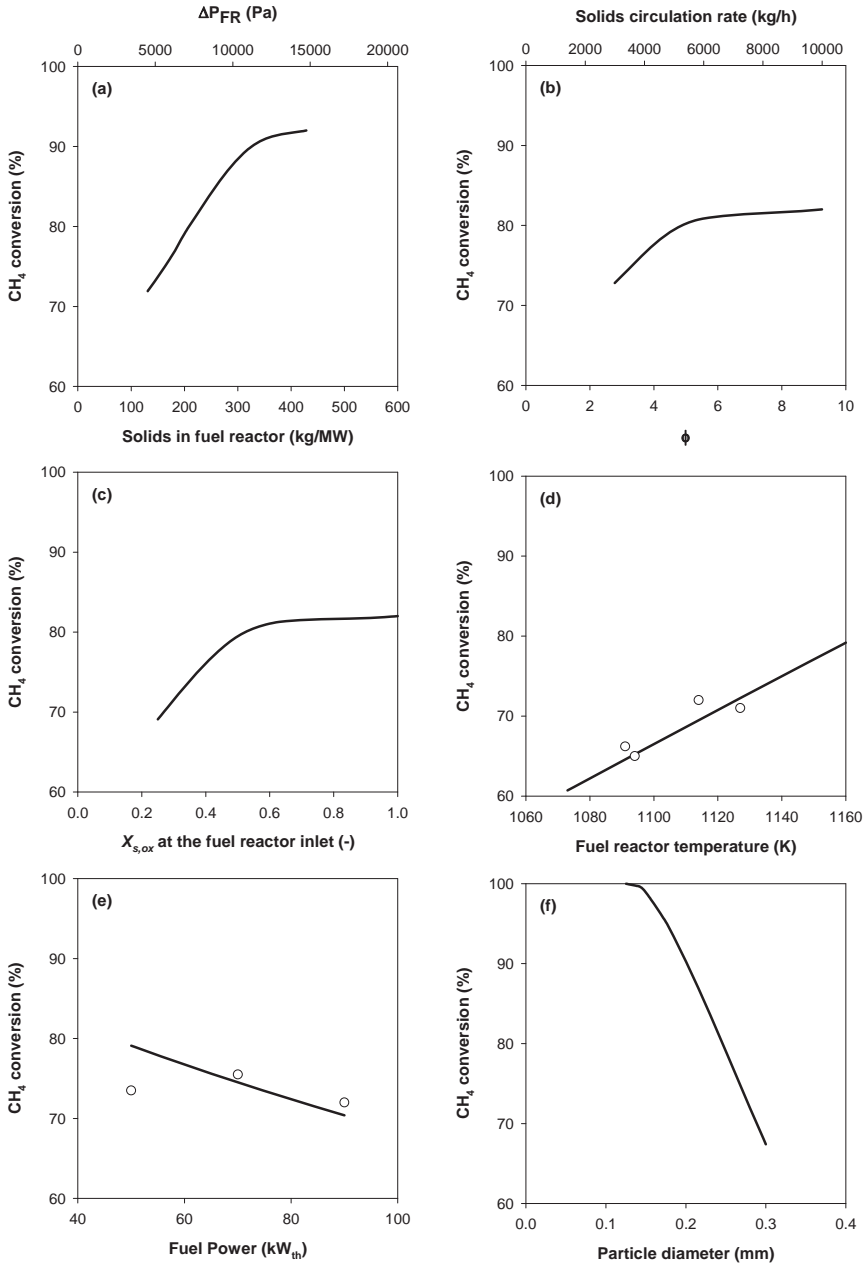 ΔP_FR (Pa)
0 5000 10000 15000 20000
(a)
100
90
80
70
60
CH₄ conversion (%)
0 100 200 300 400 500 600
Solids in fuel reactor (kg/MW)
Solids circulation rate (kg/h)
0 2000 4000 6000 8000 10000
(b)
100
90
80
70
60
CH₄ conversion (%)
0 2 4 6 8 10
ϕ
(c)
100
90
80
70
60
CH₄ conversion (%)
0.0 0.2 0.4 0.6 0.8 1.0
X_s,ox at the fuel reactor inlet (-)
(d)
100
90
80
70
60
CH₄ conversion (%)
1060 1080 1100 1120 1140 1160
Fuel reactor temperature (K)
(e)
100
90
80
70
60
CH₄ conversion (%)
40 60 80 100
Fuel Power (kW_th)
(f)
100
90
80
70
60
CH₄ conversion (%)
0.0 0.1 0.2 0.3 0.4
Particle diameter (mm)